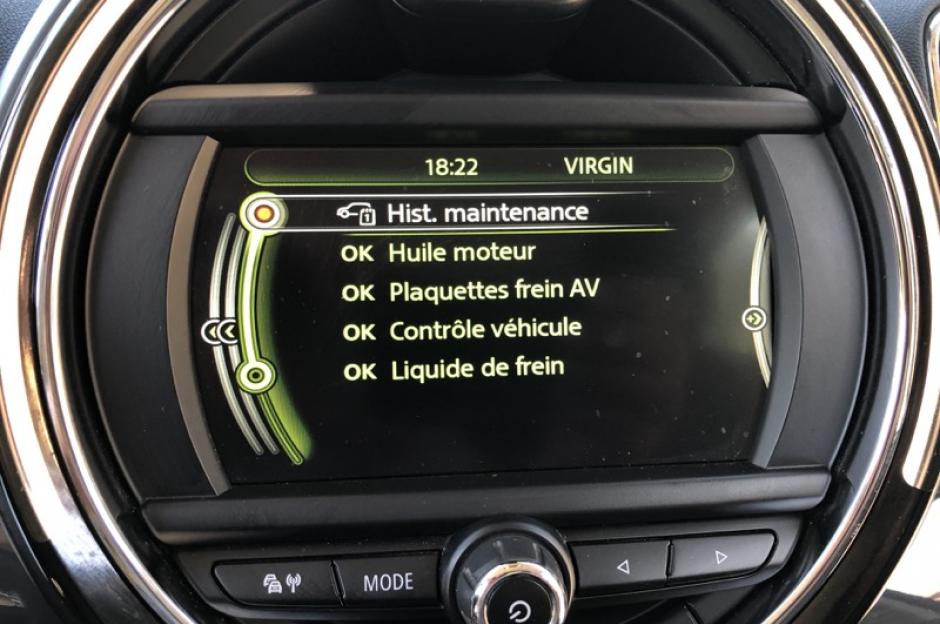 18:22 VIRGIN
1 Hist. maintenance
OK Huile moteur
OK Plaquettes frein AV
OK Contrôle véhicule
OK Liquide de frein
MODE